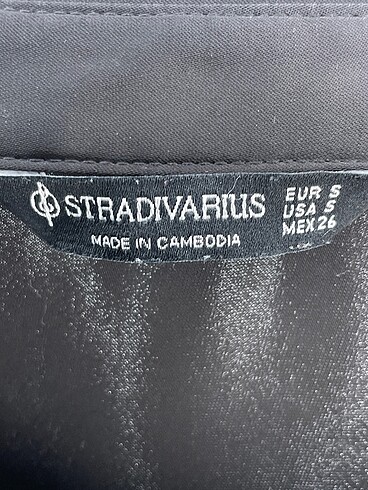 STRADIVARIUS
MADE IN CAMBODIA
EUR S
USA S
MEX 26